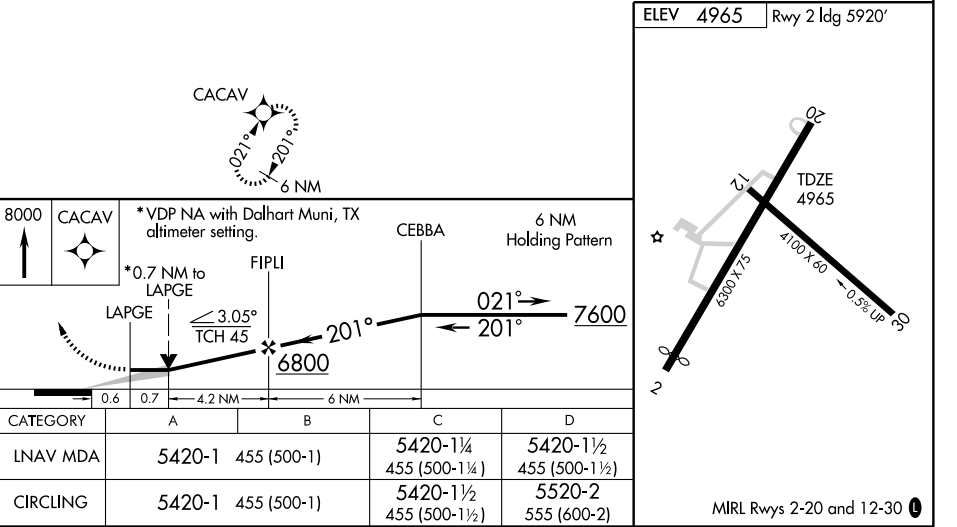 ELEV 4965
Rwy 2 ldg 5920'
CACAV
021°
201°
6 NM
8000
CACAV
*VDP NA with Dalhart Muni, TX
altimeter setting.
CEBBA
6 NM
Holding Pattern
*0.7 NM to
LAPGE
FIPLI
LAPGE
3.05°
TCH 45
201°
021°
201°
7600
6800
0.6
0.7
4.2 NM
6 NM
CATEGORY A B C D
LNAV MDA 5420-1 455 (500-1) 5420-1¼ 5420-1½
455 (500-1¼) 455 (500-1½)
CIRCLING 5420-1 455 (500-1) 5420-1½ 5520-2
455 (500-1½) 555 (600-2)
20
12
TDZE
4965
4100 X 60
6300 X 75
0.5% UP
30
2
MIRL Rwys 2-20 and 12-30 L